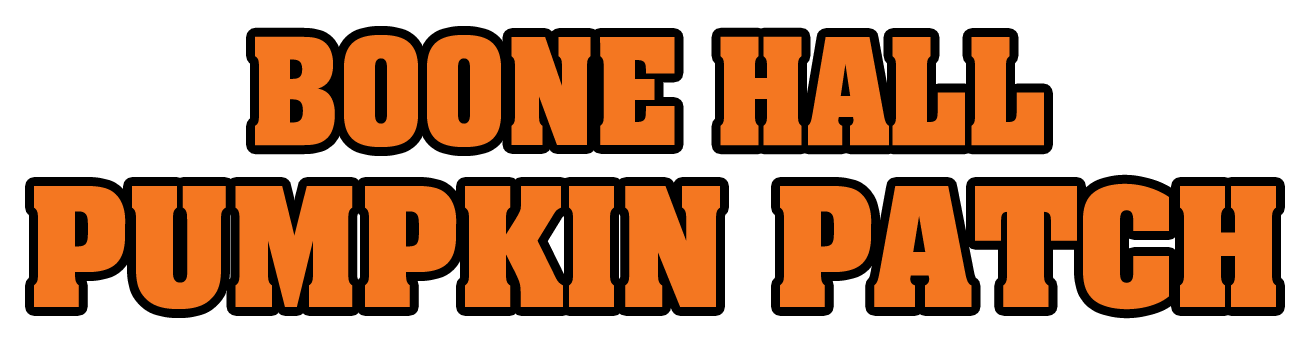 BOONE HALL
PUMPKIN PATCH